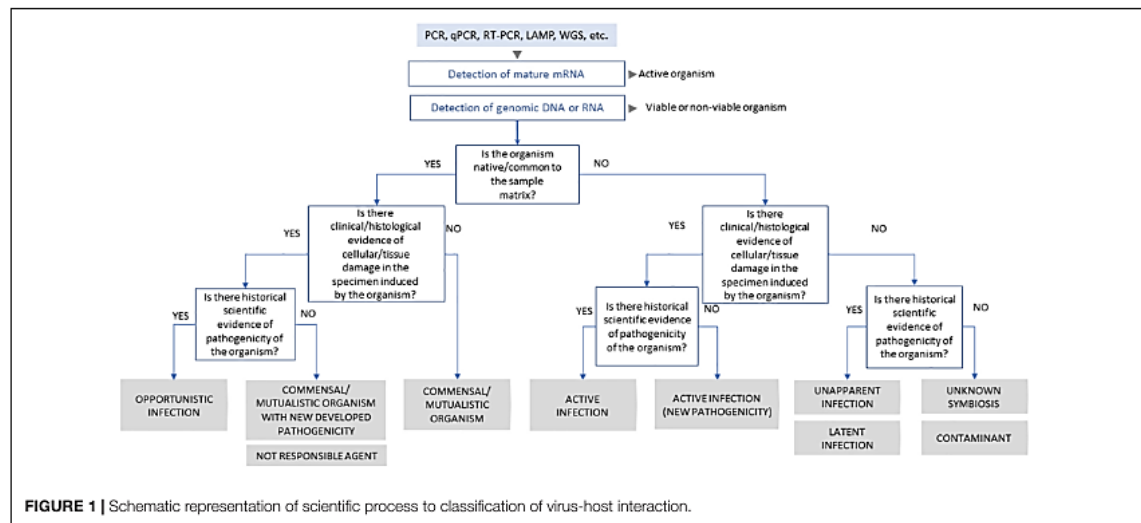 PCR, qPCR, RT-PCR, LAMP, WGS, etc.
Detection of mature mRNA
Active organism
Detection of genomic DNA or RNA
Viable or non-viable organism
YES
Is the organism
native/common to
the sample
matrix?
NO
YES
Is there
clinical/histological
evidence of
cellular/tissue
damage in the
specimen induced
by the organism?
NO
YES
Is there
clinical/histological
evidence of
cellular/tissue
damage in the
specimen induced
by the organism?
NO
YES
Is there historical
scientific
evidence of
pathogenicity of
the organism?
NO
YES
Is there historical
scientific evidence
of pathogenicity
of the organism?
NO
YES
Is there historical
scientific
evidence of
pathogenicity of
the organism?
NO
OPPORTUNISTIC
INFECTION
COMMENSAL/
MUTUALISTIC ORGANISM
WITH NEW DEVELOPED
PATHOGENICITY
NOT RESPONSIBLE AGENT
COMMENSAL/
MUTUALISTIC
ORGANISM
ACTIVE
INFECTION
ACTIVE INFECTION
(NEW PATHOGENICITY)
UNAPPARENT
INFECTION
LATENT
INFECTION
UNKNOWN
SYMBIOSIS
CONTAMINANT
FIGURE 1 | Schematic representation of scientific process to classification of virus-host interaction.